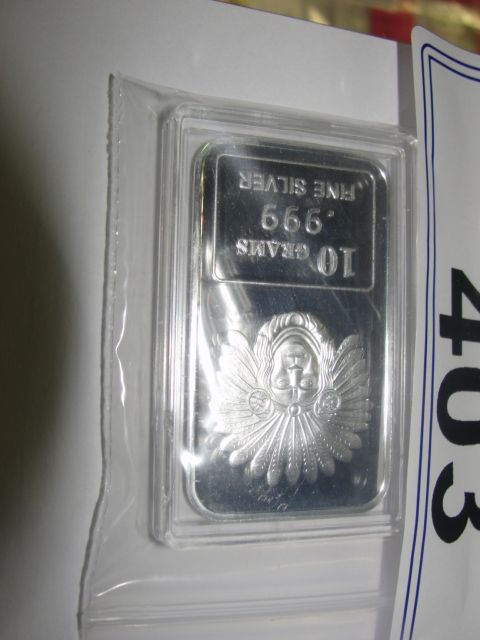 10 GRAMS
.999
FINE SILVER
403